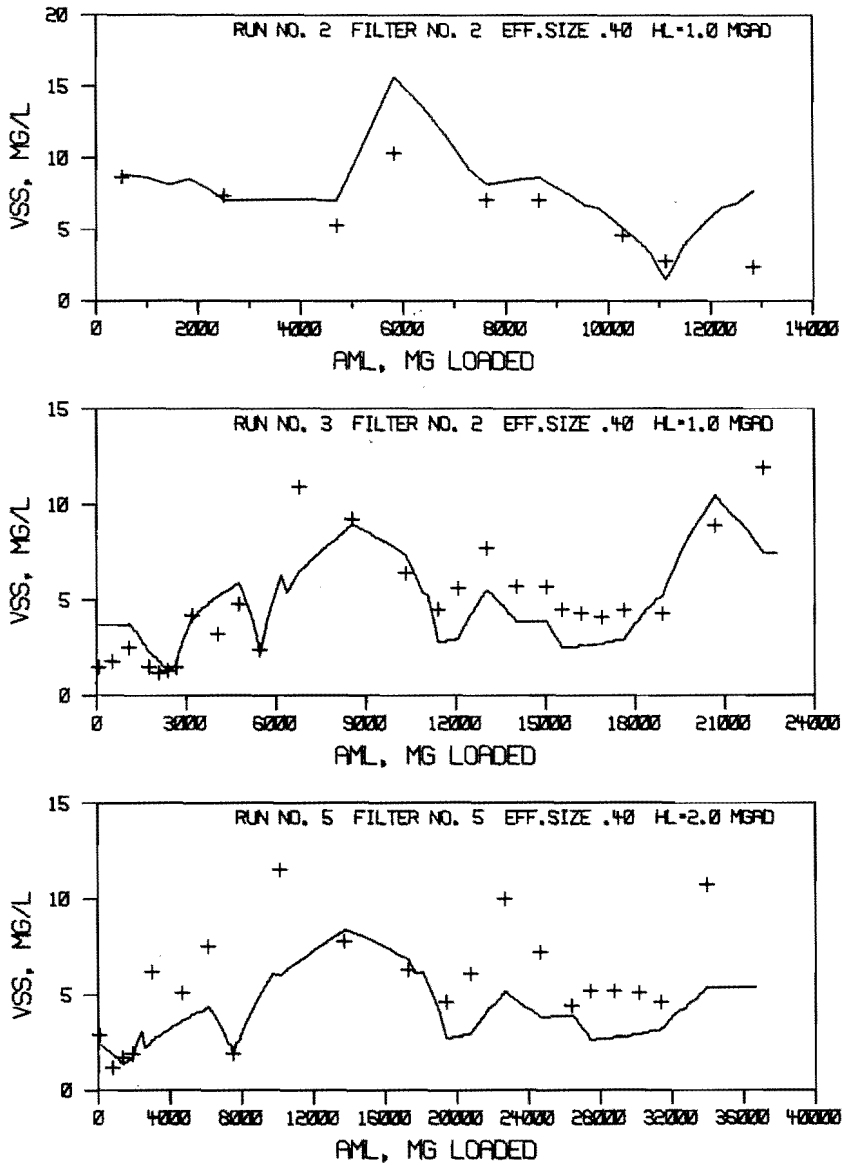 RUN NO. 2 FILTER NO. 2 EFF.SIZE .40 HL=1.0 MGAD
20
15
10
5
0
VSS, MG/L
0 2000 4000 6000 8000 10000 12000 14000
AML, MG LOADED
RUN NO. 3 FILTER NO. 2 EFF.SIZE .40 HL=1.0 MGAD
15
10
5
0
VSS, MG/L
0 3000 6000 9000 12000 15000 18000 21000 24000
AML, MG LOADED
RUN NO. 5 FILTER NO. 5 EFF.SIZE .40 HL=2.0 MGAD
15
10
5
0
VSS, MG/L
0 4000 8000 12000 16000 20000 24000 28000 32000 36000 40000
AML, MG LOADED